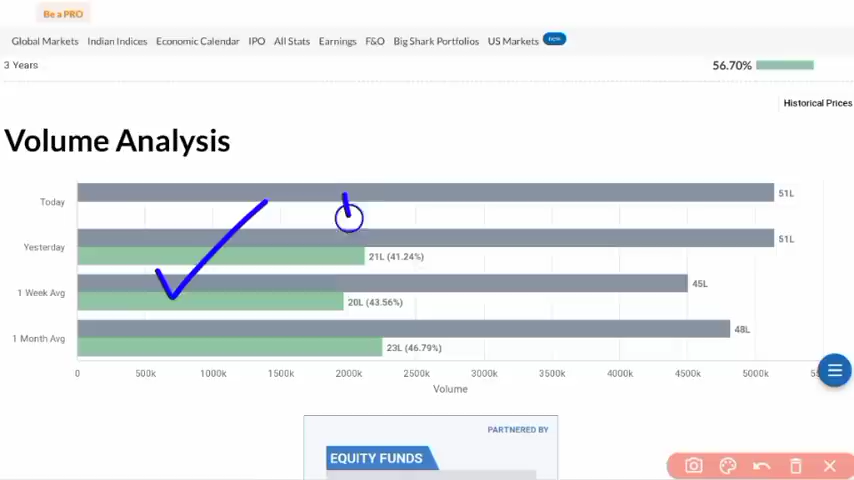 Be a PRO
Global Markets Indian Indices Economic Calendar IPO All Stats Earnings F&O Big Shark Portfolios US Markets new
3 Years 56.70%
Historical Prices
Volume Analysis
Today 51L
Yesterday 51L
21L (41.24%)
1 Week Avg 45L
20L (43.56%)
1 Month Avg 48L
23L (46.79%)
0 500k 1000k 1500k 2000k 2500k 3000k 3500k 4000k 4500k 5000k
Volume
PARTNERED BY
EQUITY FUNDS